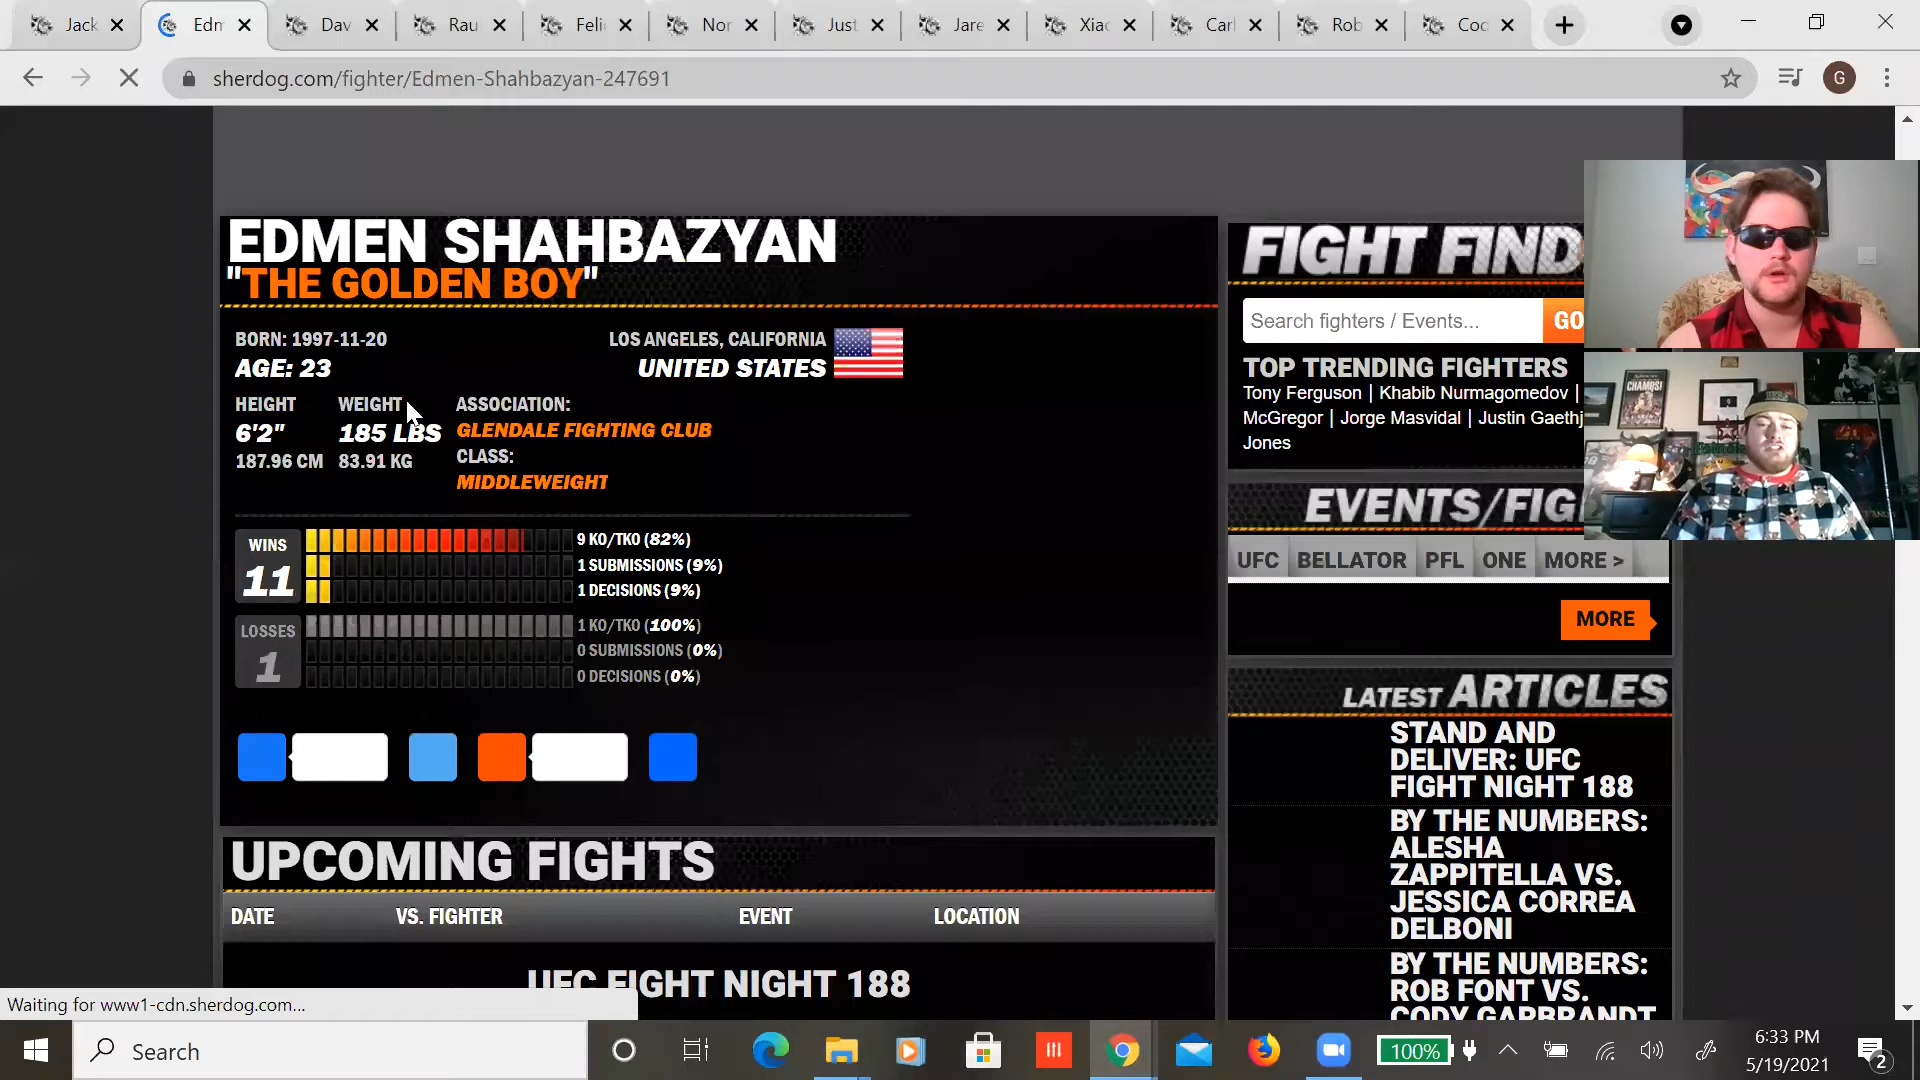 Jack
Edm
Dav
Rau
Feli
Nor
Just
Jare
Xiac
Carl
Rob
Coc
sherdog.com/fighter/Edmen-Shahbazyan-247691
G
EDMEN SHAHBAZYAN
"THE GOLDEN BOY"
BORN: 1997-11-20
AGE: 23
LOS ANGELES, CALIFORNIA
UNITED STATES
HEIGHT
6'2"
187.96 CM
WEIGHT
185 LBS
83.91 KG
ASSOCIATION:
GLENDALE FIGHTING CLUB
CLASS:
MIDDLEWEIGHT
WINS
11
9 KO/TKO (82%)
1 SUBMISSIONS (9%)
1 DECISIONS (9%)
LOSSES
1
1 KO/TKO (100%)
0 SUBMISSIONS (0%)
0 DECISIONS (0%)
UPCOMING FIGHTS
DATE VS. FIGHTER EVENT LOCATION
UFC FIGHT NIGHT 188
FIGHT FIND
Search fighters / Events...
GO
TOP TRENDING FIGHTERS
Tony Ferguson | Khabib Nurmagomedov |
McGregor | Jorge Masvidal | Justin Gaethj
Jones
EVENTS/FIG
UFC BELLATOR PFL ONE MORE >
MORE
LATEST ARTICLES
STAND AND
DELIVER: UFC
FIGHT NIGHT 188
BY THE NUMBERS:
ALESHA
ZAPPITELLA VS.
JESSICA CORREA
DELBONI
BY THE NUMBERS:
ROB FONT VS.
CODY GARBRANDT
CHAMPS!
Waiting for www1-cdn.sherdog.com...
Search
100%
6:33 PM
5/19/2021
2